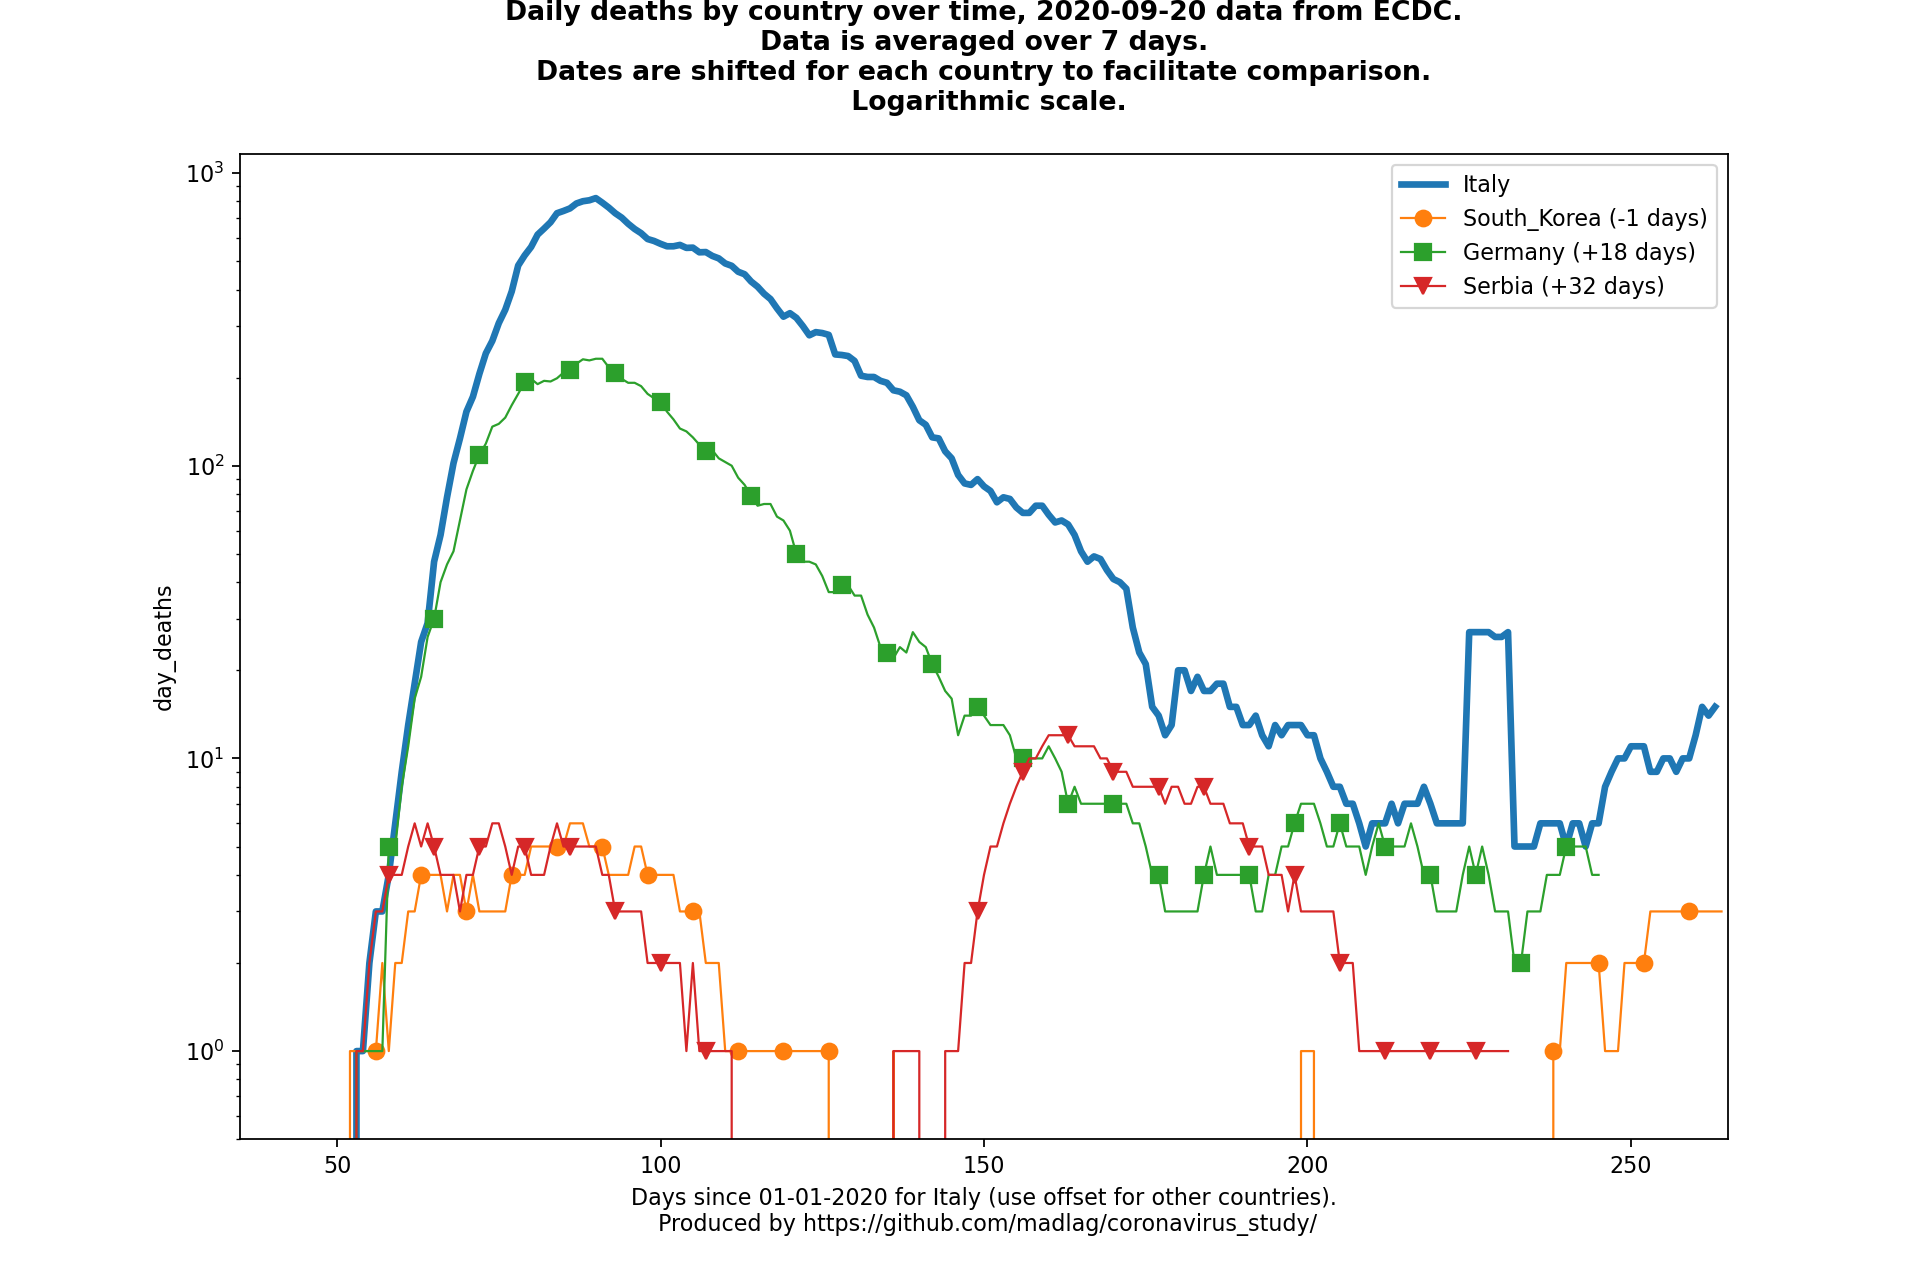 Daily deaths by country over time, 2020-09-20 data from ECDC.
Data is averaged over 7 days.
Dates are shifted for each country to facilitate comparison.
Logarithmic scale.
10³
10²
10¹
10⁰
day_deaths
Italy
South_Korea (-1 days)
Germany (+18 days)
Serbia (+32 days)
50 100 150 200 250
Days since 01-01-2020 for Italy (use offset for other countries).
Produced by https://github.com/madlag/coronavirus_study/